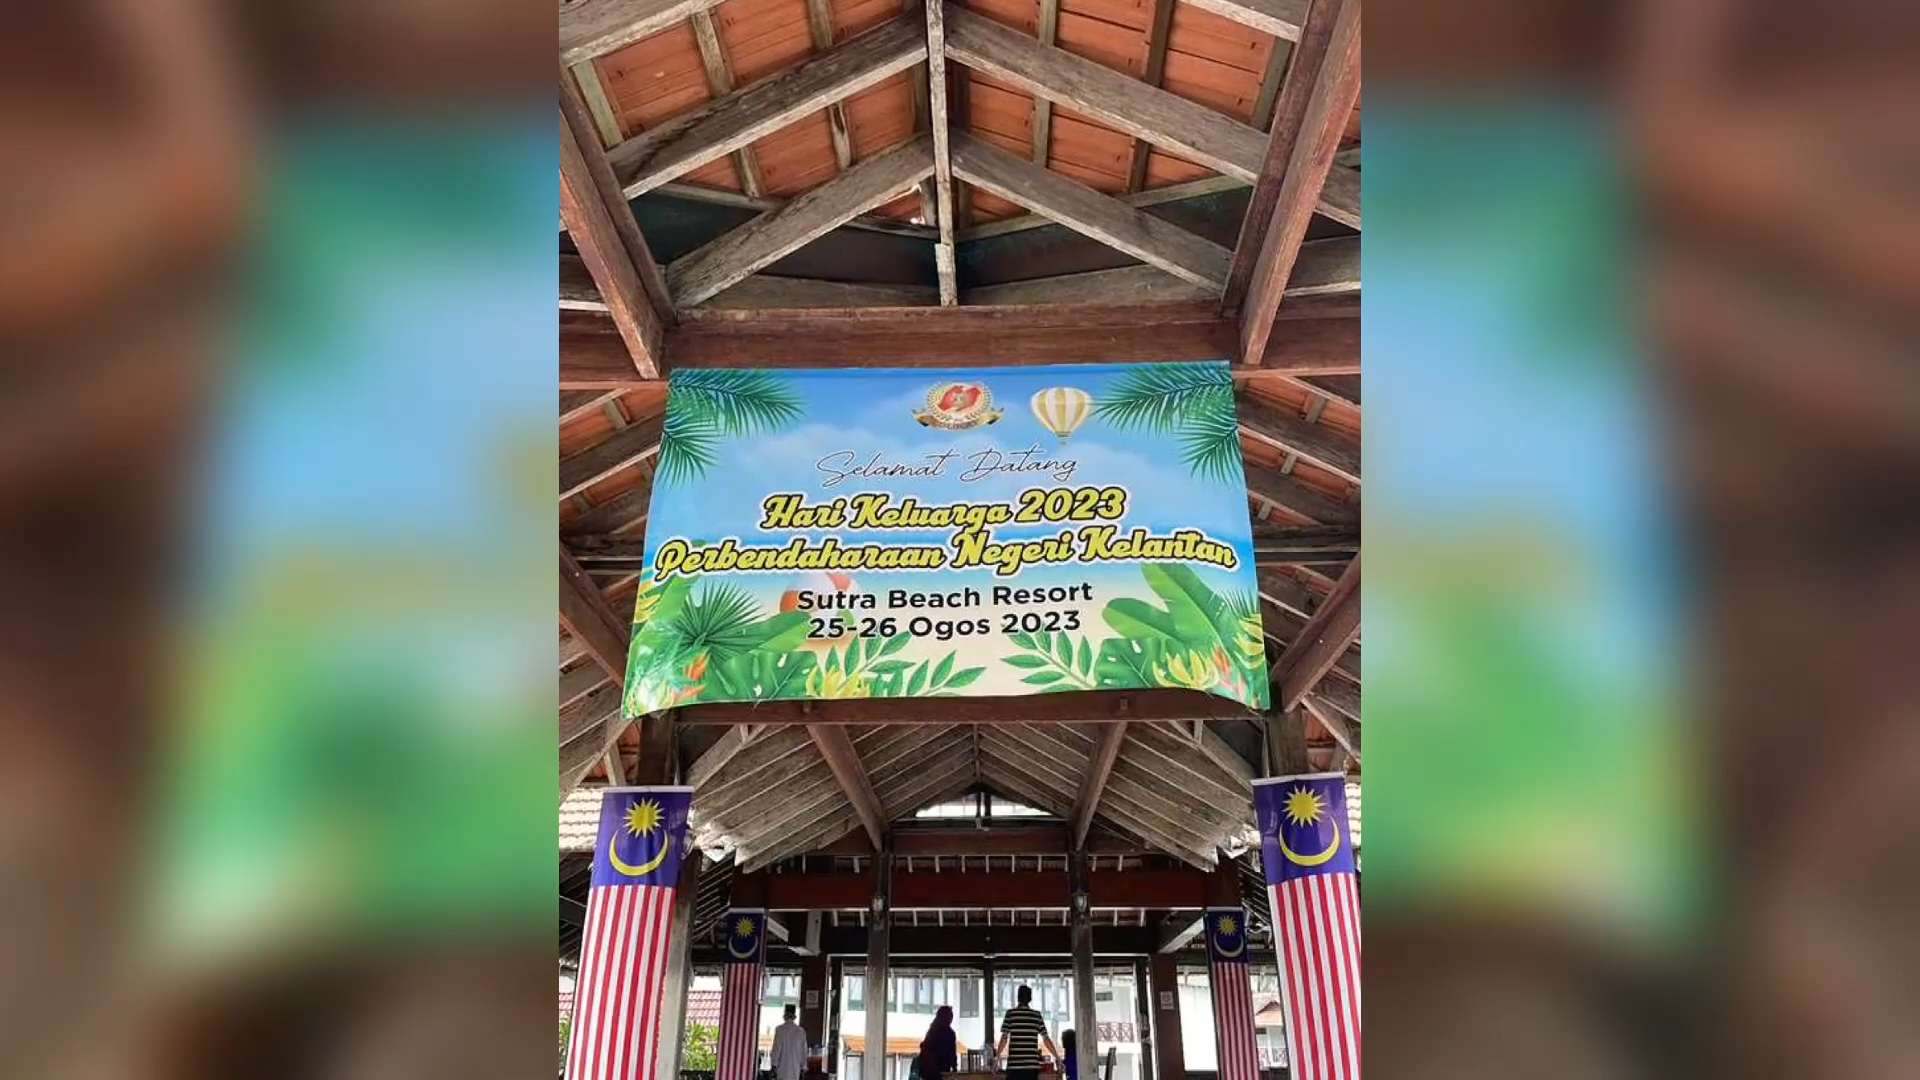 Selamat Datang
Hari Keluarga 2023
Perbendaharaan Negeri Kelantan
Sutra Beach Resort
25-26 Ogos 2023